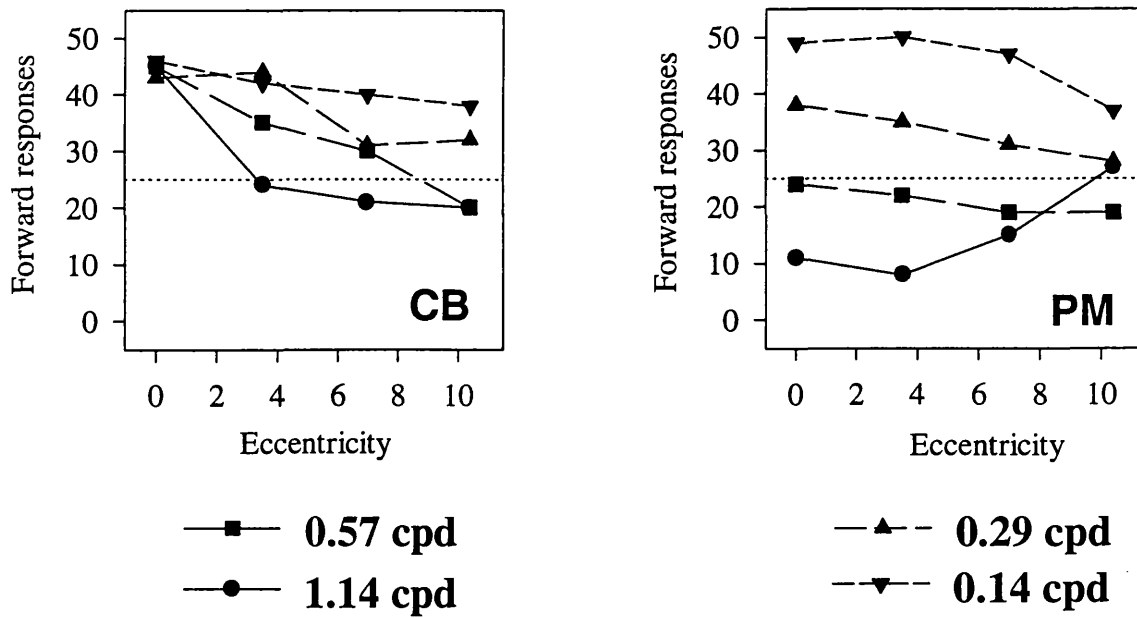 Forward responses
50
40
30
20
10
0
CB
0 2 4 6 8 10
Eccentricity
Forward responses
50
40
30
20
10
0
PM
0 2 4 6 8 10
Eccentricity
0.57 cpd
1.14 cpd
0.29 cpd
0.14 cpd